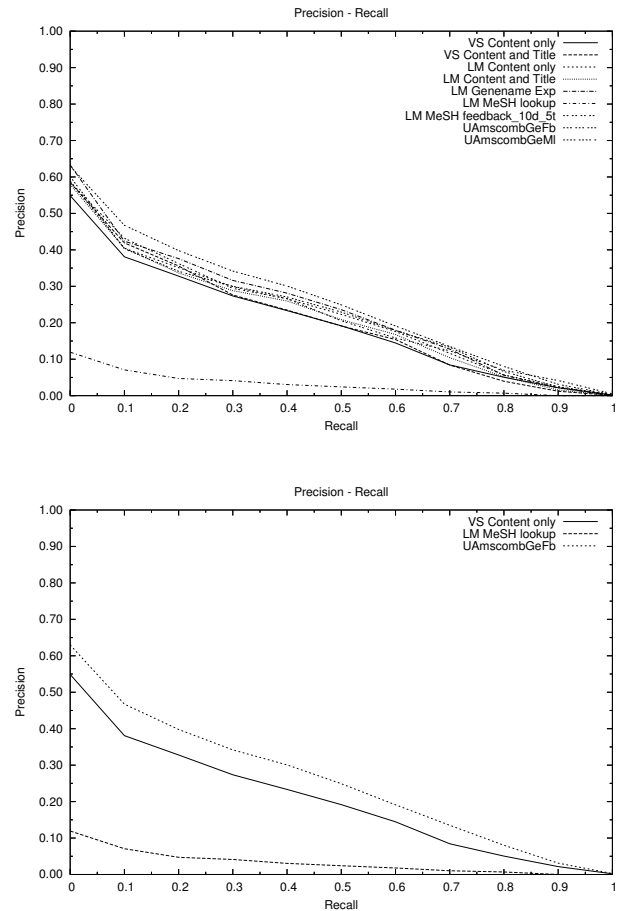 Precision - Recall
1.00
0.90
0.80
0.70
0.60
0.50
0.40
0.30
0.20
0.10
0.00
Precision
VS Content only
VS Content and Title
LM Content only
LM Content and Title
LM Genename Exp
LM MeSH lookup
LM MeSH feedback_10d_5t
UAmscombGeFb
UAmscombGeMl
0 0.1 0.2 0.3 0.4 0.5 0.6 0.7 0.8 0.9 1
Recall
Precision - Recall
1.00
0.90
0.80
0.70
0.60
0.50
0.40
0.30
0.20
0.10
0.00
Precision
VS Content only
LM MeSH lookup
UAmscombGeFb
0 0.1 0.2 0.3 0.4 0.5 0.6 0.7 0.8 0.9 1
Recall